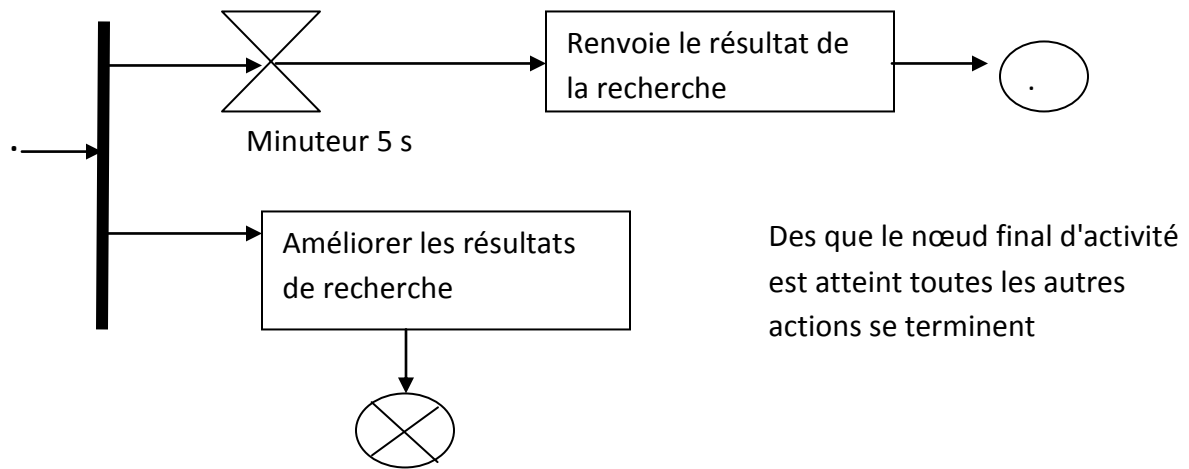 Renvoie le résultat de
la recherche
Minuteur 5 s
Améliorer les résultats
de recherche
Des que le nœud final d'activité
est atteint toutes les autres
actions se terminent